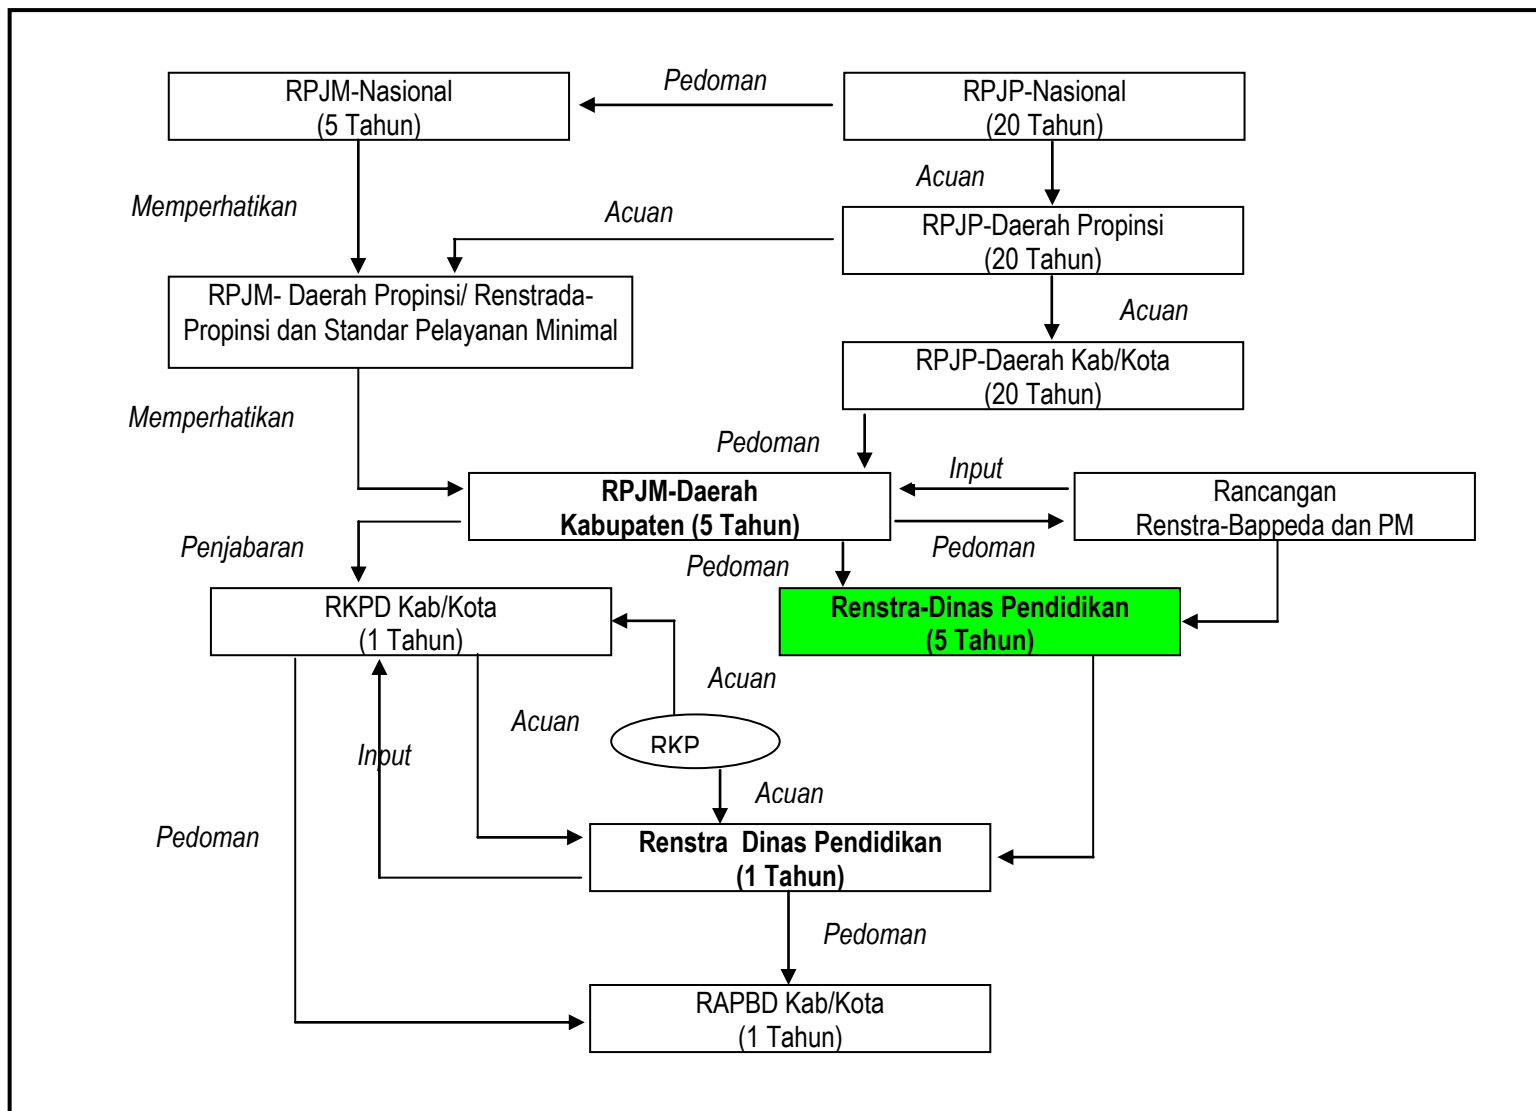 RPJM-Nasional
(5 Tahun)
Pedoman
RPJP-Nasional
(20 Tahun)
Memperhatikan
Acuan
Acuan
RPJP-Daerah Propinsi
(20 Tahun)
RPJM- Daerah Propinsi/ Renstrada-
Propinsi dan Standar Pelayanan Minimal
Acuan
RPJP-Daerah Kab/Kota
(20 Tahun)
Memperhatikan
Pedoman
Input
RPJM-Daerah
Kabupaten (5 Tahun)
Rancangan
Renstra-Bappeda dan PM
Penjabaran
Pedoman
Pedoman
RKPD Kab/Kota
(1 Tahun)
Renstra-Dinas Pendidikan
(5 Tahun)
Acuan
Acuan
Input
RKP
Acuan
Pedoman
Renstra  Dinas Pendidikan
(1 Tahun)
Pedoman
RAPBD Kab/Kota
(1 Tahun)